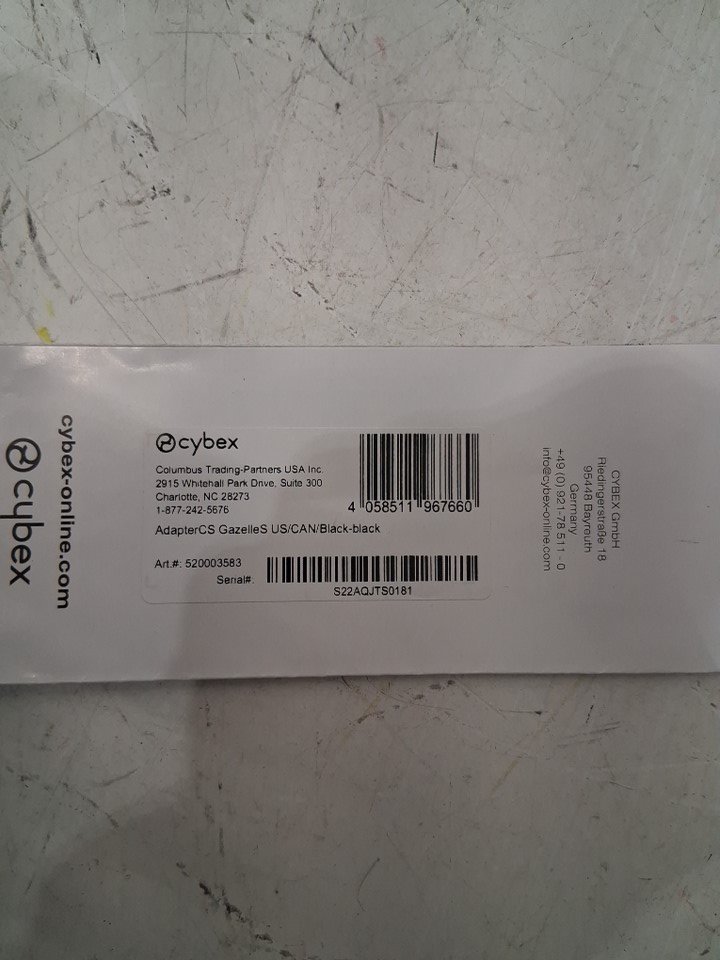 cybex-online.com
cybex
cybex
Columbus Trading-Partners USA Inc.
2915 Whitehall Park Drive, Suite 300
Charlotte, NC 28273
1-877-242-5676
AdapterCS GazelleS US/CAN/Black-black
4 058511 967660
Art.#: 520003583
Serial#:
S22AQJTS0181
CYBEX GmbH
Riedingerstraße 18
95448 Bayreuth
Germany
+49 (0) 921-78 511 - 0
info@cybex-online.com